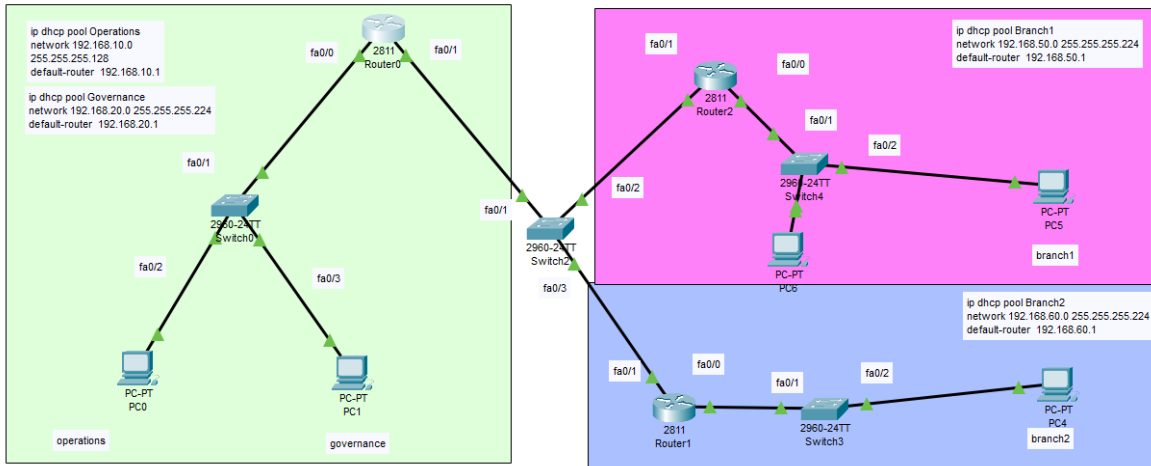 ip dhcp pool Operations
network 192.168.10.0
255.255.255.128
default-router 192.168.10.1
ip dhcp pool Governance
network 192.168.20.0 255.255.255.224
default-router 192.168.20.1
fa0/0
2811
Router0
fa0/1
fa0/1
2960-24TT
Switch0
fa0/2
fa0/3
PC-PT
PC0
PC-PT
PC1
operations
governance
fa0/1
fa0/2
2960-24TT
Switch2
fa0/3
ip dhcp pool Branch1
network 192.168.50.0 255.255.255.224
default-router 192.168.50.1
fa0/1
fa0/0
2811
Router2
fa0/1
fa0/2
2960-24TT
Switch4
PC-PT
PC5
PC-PT
PC6
branch1
ip dhcp pool Branch2
network 192.168.60.0 255.255.255.224
default-router 192.168.60.1
fa0/1
fa0/0
2811
Router1
fa0/1
fa0/2
2960-24TT
Switch3
PC-PT
PC4
branch2